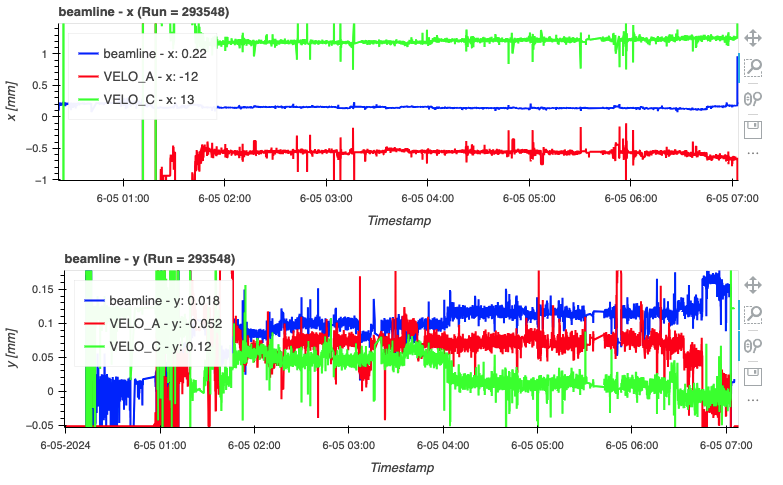 beamline - x (Run = 293548)
x [mm]
1
0.5
0
−0.5
−1
beamline - x: 0.22
VELO_A - x: -12
VELO_C - x: 13
6-05 01:00 6-05 02:00 6-05 03:00 6-05 04:00 6-05 05:00 6-05 06:00 6-05 07:00
Timestamp
beamline - y (Run = 293548)
y [mm]
0.15
0.1
0.05
0
−0.05
beamline - y: 0.018
VELO_A - y: -0.052
VELO_C - y: 0.12
6-05-2024 6-05 01:00 6-05 02:00 6-05 03:00 6-05 04:00 6-05 05:00 6-05 06:00 6-05 07:00
Timestamp